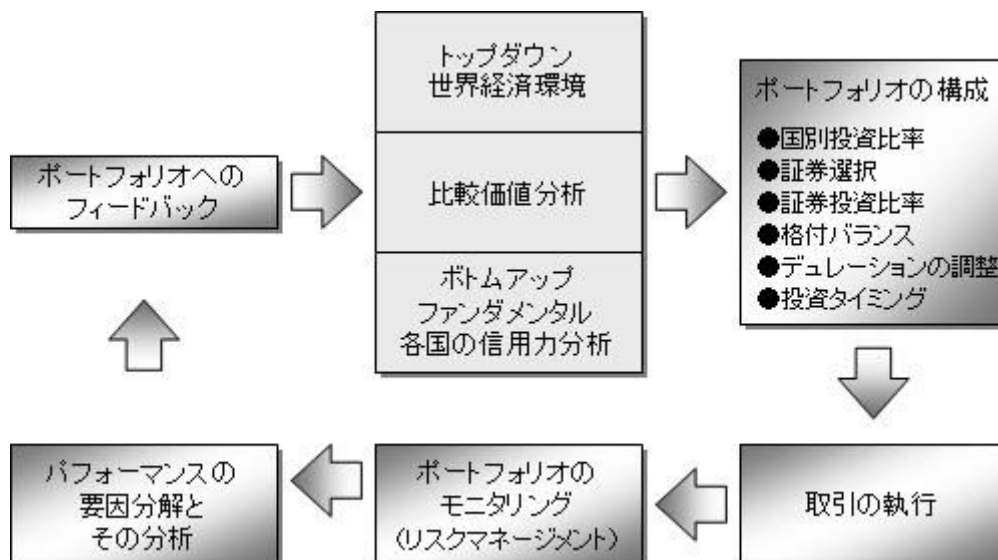 ポートフォリオへの
フィードバック
トップダウン
世界経済環境
比較価値分析
ボトムアップ
ファンダメンタル
各国の信用力分析
ポートフォリオの構成
●国別投資比率
●証券選択
●証券投資比率
●格付バランス
●デュレーションの調整
●投資タイミング
取引の執行
ポートフォリオの
モニタリング
(リスクマネージメント)
パフォーマンスの
要因分解と
その分析